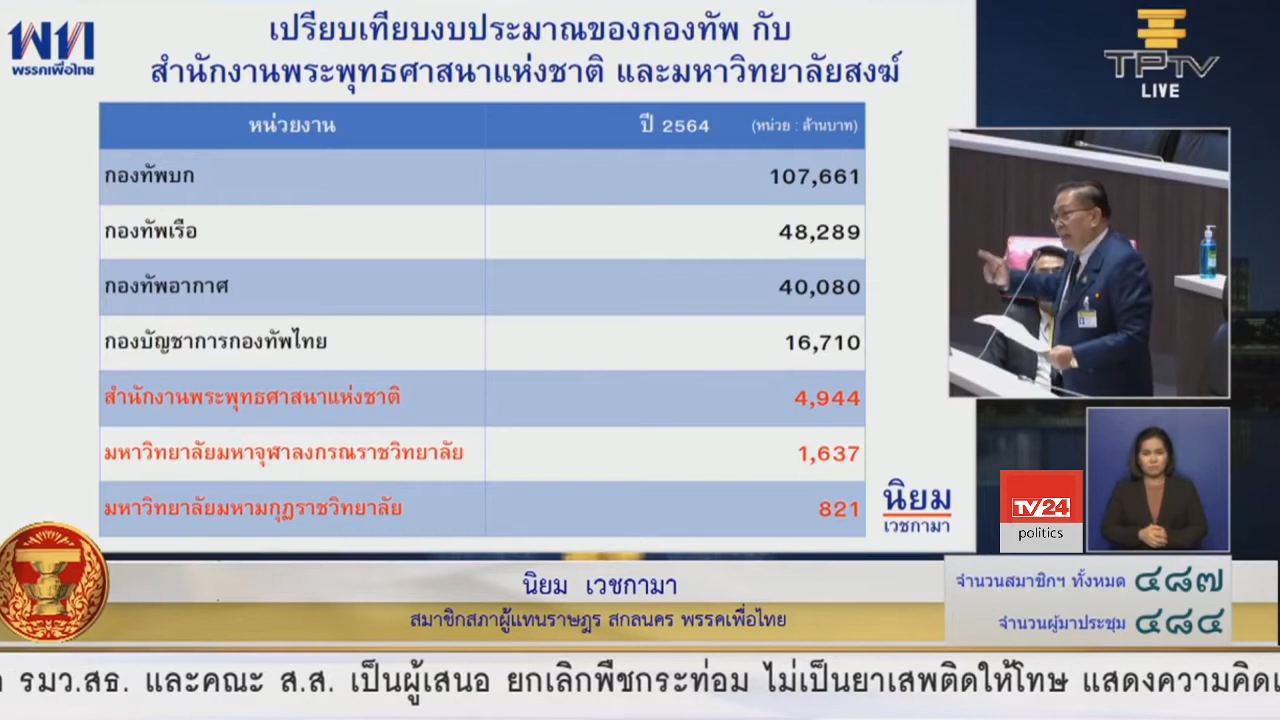 พท
พรรคเพื่อไทย
เปรียบเทียบงบประมาณของกองทัพ กับ
สำนักงานพระพุทธศาสนาแห่งชาติ และมหาวิทยาลัยสงฆ์
หน่วยงาน ปี 2564 (หน่วย : ล้านบาท)
กองทัพบก 107,661
กองทัพเรือ 48,289
กองทัพอากาศ 40,080
กองบัญชาการกองทัพไทย 16,710
สำนักงานพระพุทธศาสนาแห่งชาติ 4,944
มหาวิทยาลัยมหาจุฬาลงกรณราชวิทยาลัย 1,637
มหาวิทยาลัยมหามกุฏราชวิทยาลัย 821
นิยม
เวชกามา
TPTV
LIVE
TV24
politics
นิยม เวชกามา
สมาชิกสภาผู้แทนราษฎร สกลนคร พรรคเพื่อไทย
จำนวนสมาชิกฯ ทั้งหมด ๔๘๗
จำนวนผู้มาประชุม ๔๘๔
รมว.สธ. และคณะ ส.ส. เป็นผู้เสนอ ยกเลิกพืชกระท่อม ไม่เป็นยาเสพติดให้โทษ แสดงความคิดเ